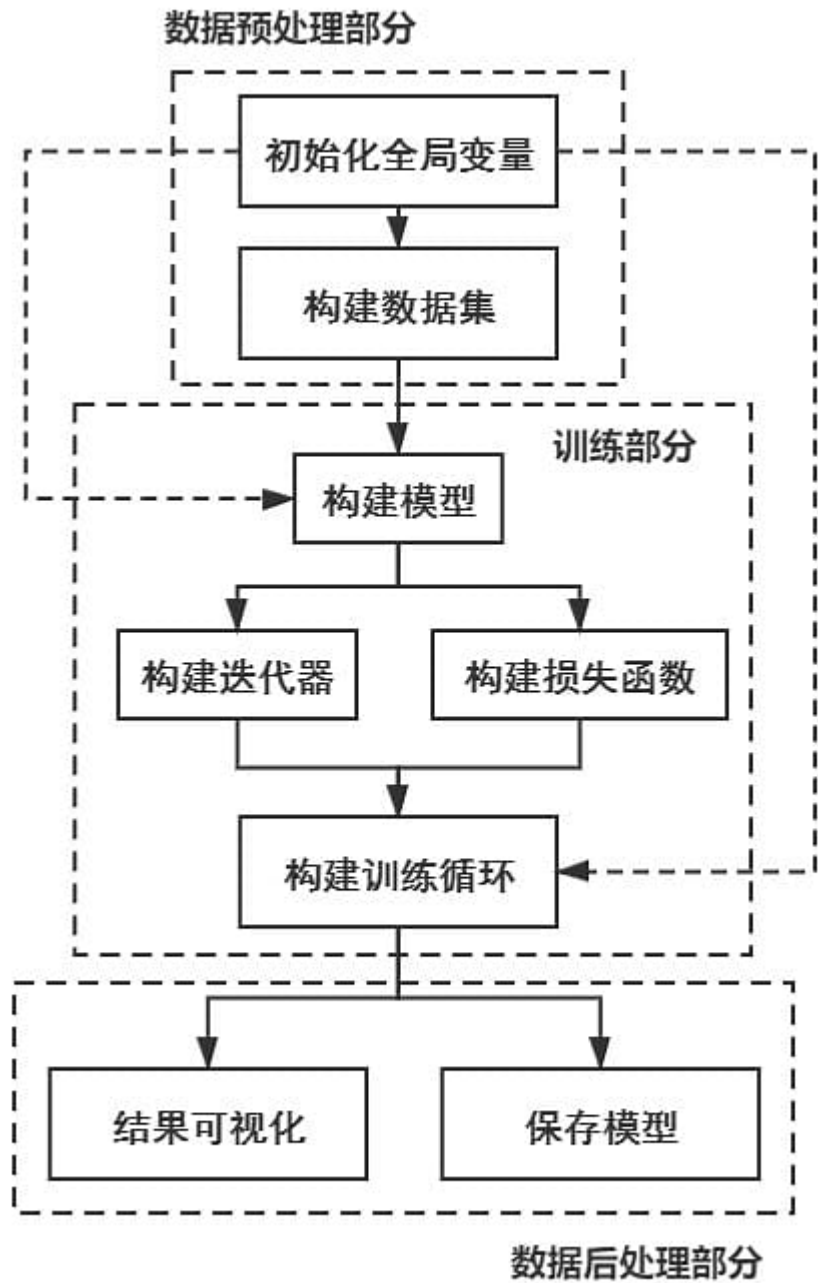 数据预处理部分
初始化全局变量
构建数据集
训练部分
构建模型
构建迭代器
构建损失函数
构建训练循环
结果可视化
保存模型
数据后处理部分